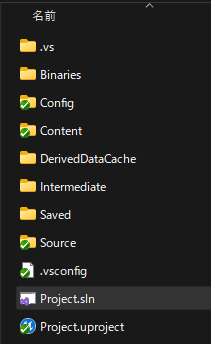 名前
.vs
Binaries
Config
Content
DerivedDataCache
Intermediate
Saved
Source
.vsconfig
Project.sln
Project.uproject